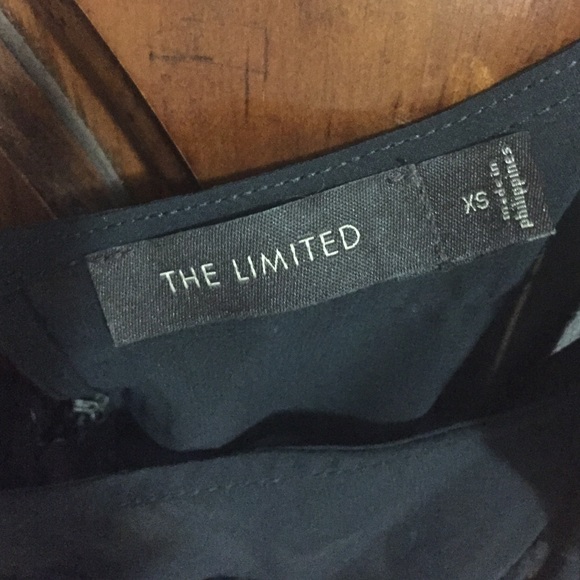 THE LIMITED
XS
made in
philippines